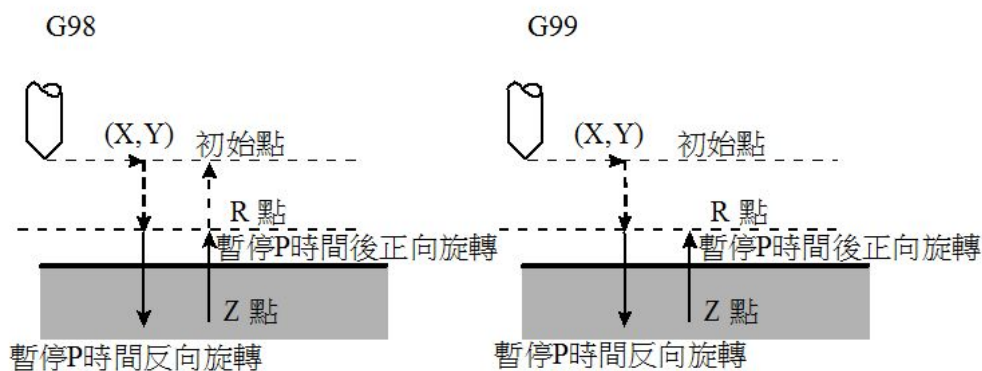 G98
(X,Y)
初始點
R 點
暫停P時間後正向旋轉
Z 點
暫停P時間反向旋轉
G99
(X,Y)
初始點
R 點
暫停P時間後正向旋轉
Z 點
暫停P時間反向旋轉